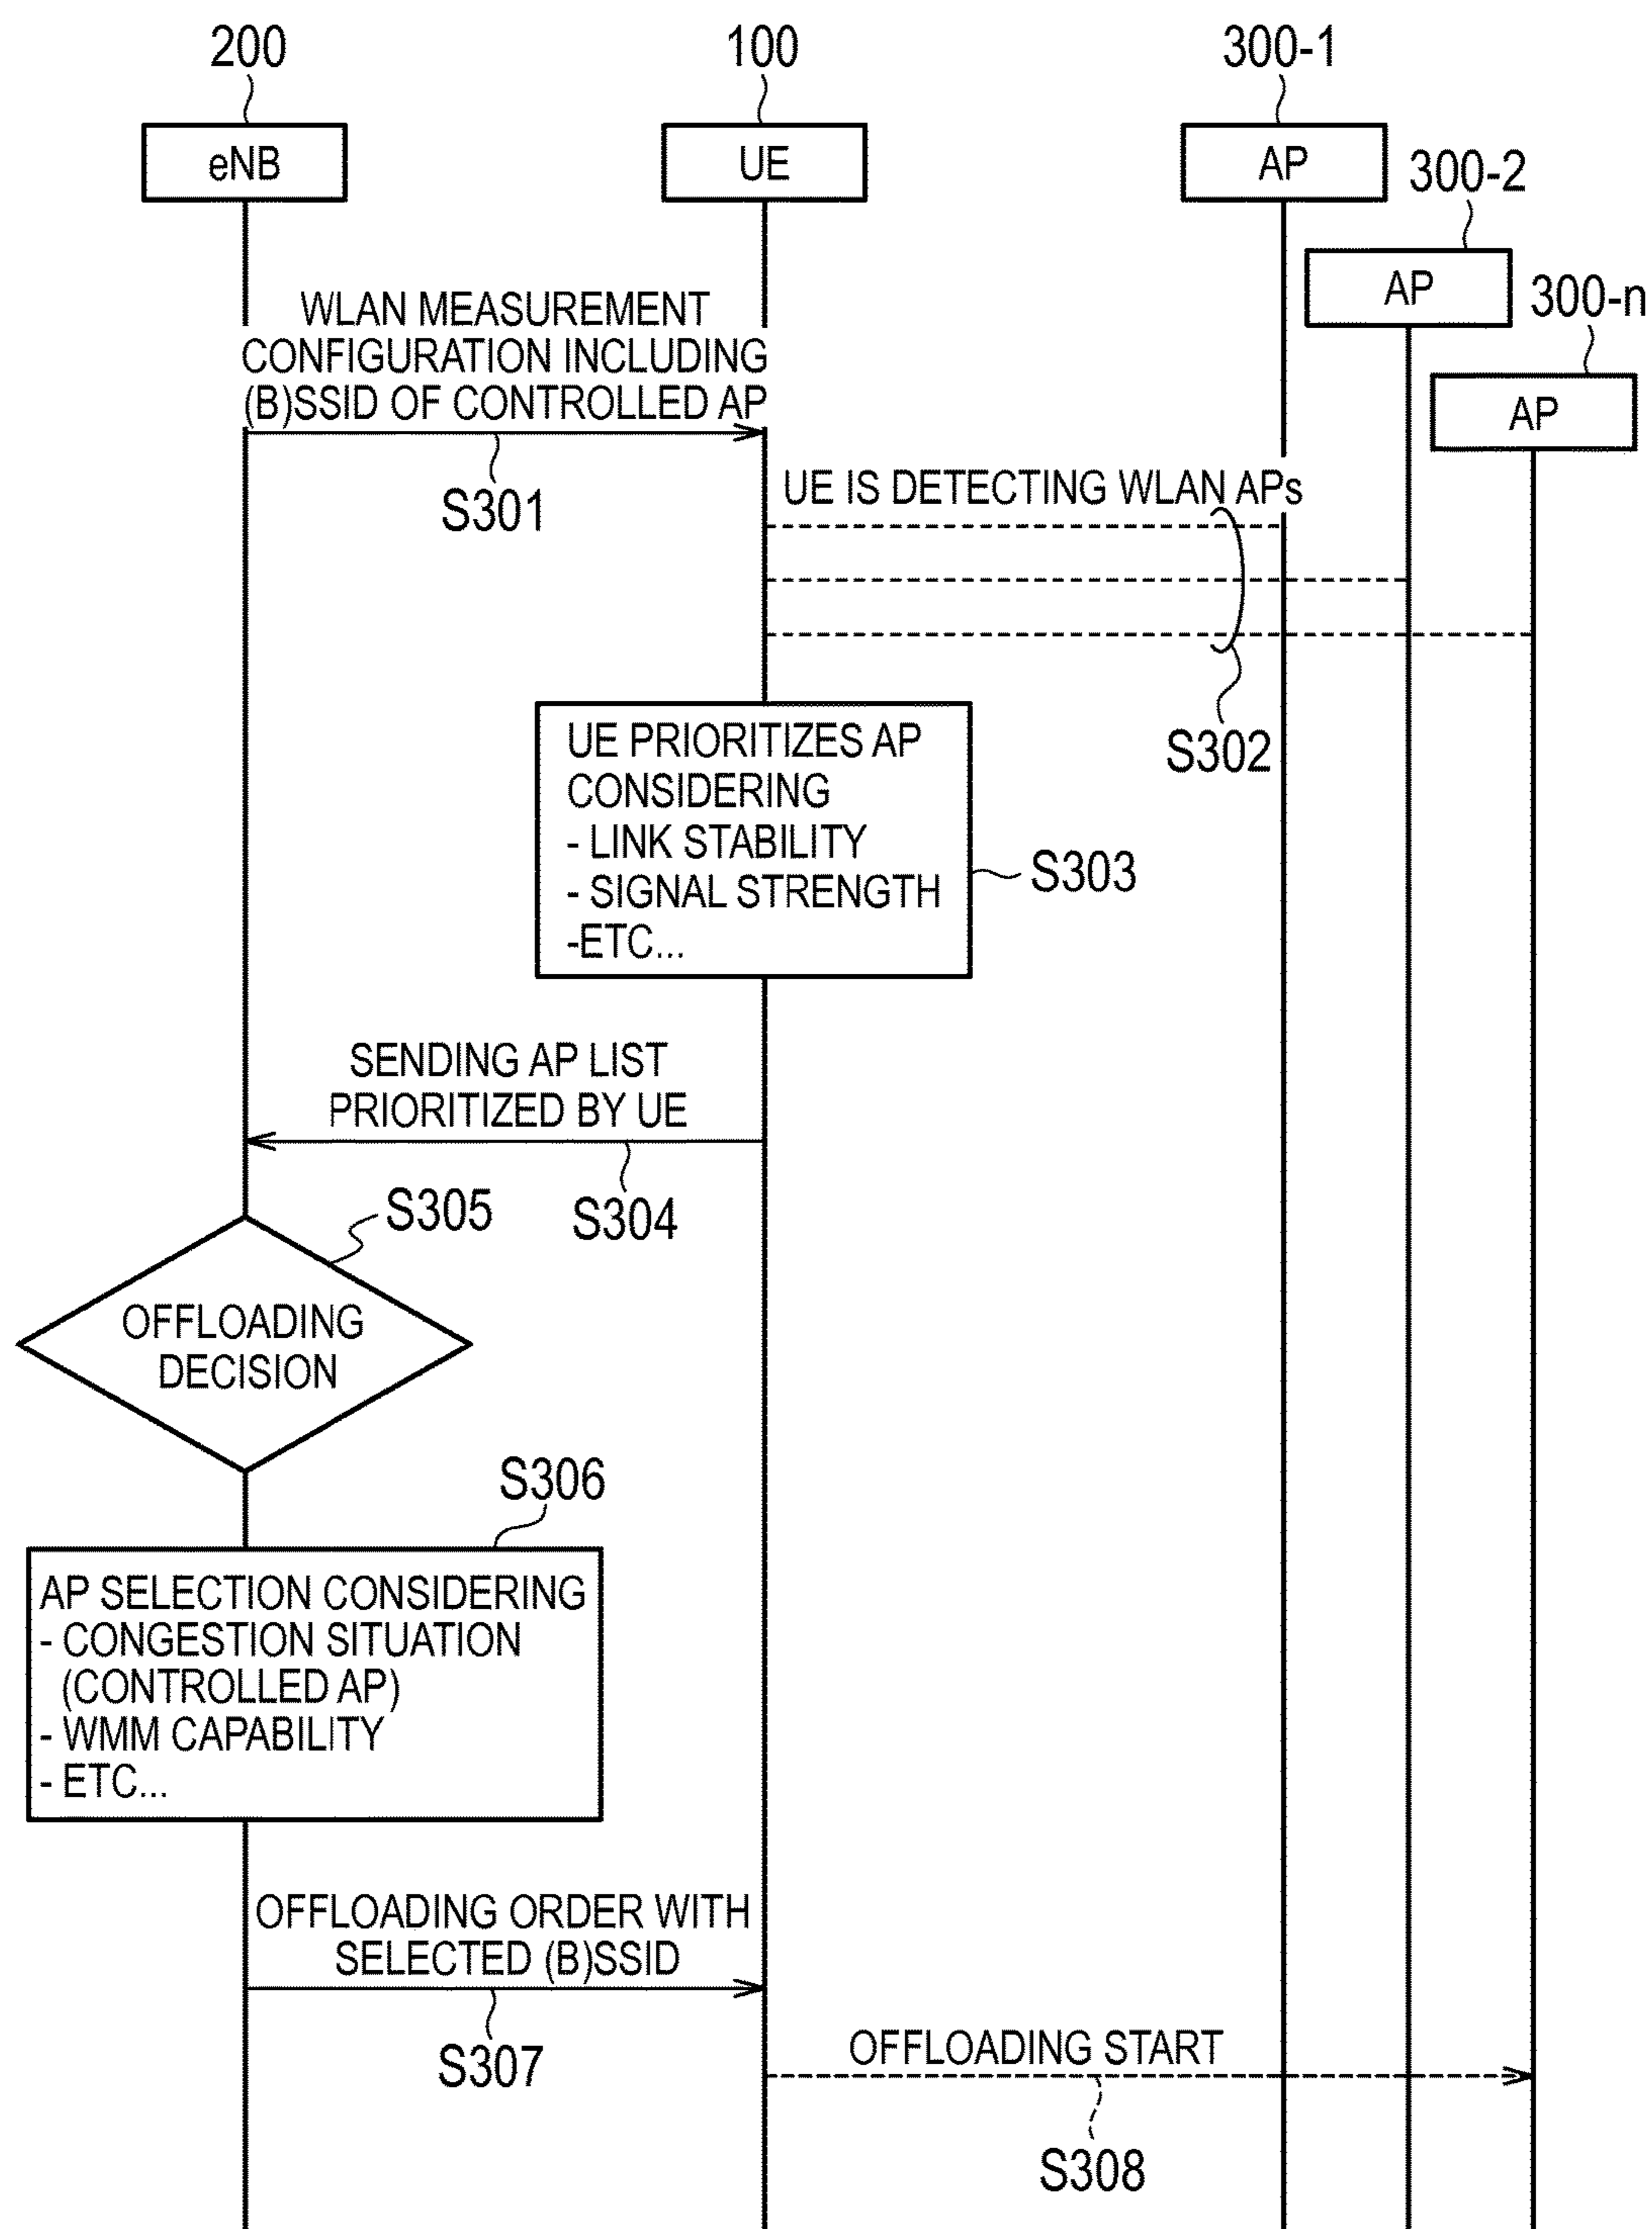 200
100
300-1
eNB
UE
AP
300-2
AP
300-n
AP
WLAN MEASUREMENT
CONFIGURATION INCLUDING
(B)SSID OF CONTROLLED AP
S301
UE IS DETECTING WLAN APs
S302
UE PRIORITIZES AP
CONSIDERING
- LINK STABILITY
- SIGNAL STRENGTH
-ETC...
S303
SENDING AP LIST
PRIORITIZED BY UE
S304
S305
OFFLOADING
DECISION
S306
AP SELECTION CONSIDERING
- CONGESTION SITUATION
(CONTROLLED AP)
- WMM CAPABILITY
- ETC...
OFFLOADING ORDER WITH
SELECTED (B)SSID
S307
OFFLOADING START
S308